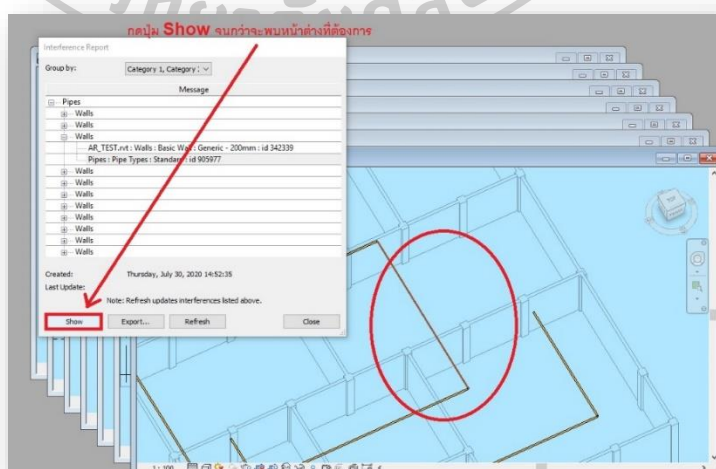 กดปุ่ม Show จนกว่าจะพบหน้าต่างที่ต้องการ
Interference Report
Group by:
Category 1, Category :
Message
Pipes
Walls
Walls
Walls
AR_TEST.rvt : Walls : Basic Wall : Generic - 200mm : id 342339
Pipes : Pipe Types : Standard : id 905977
Walls
Walls
Walls
Walls
Walls
Walls
Walls
Created: Thursday, July 30, 2020 14:52:35
Last Update:
Note: Refresh updates interferences listed above.
Show Export... Refresh Close
1 : 100